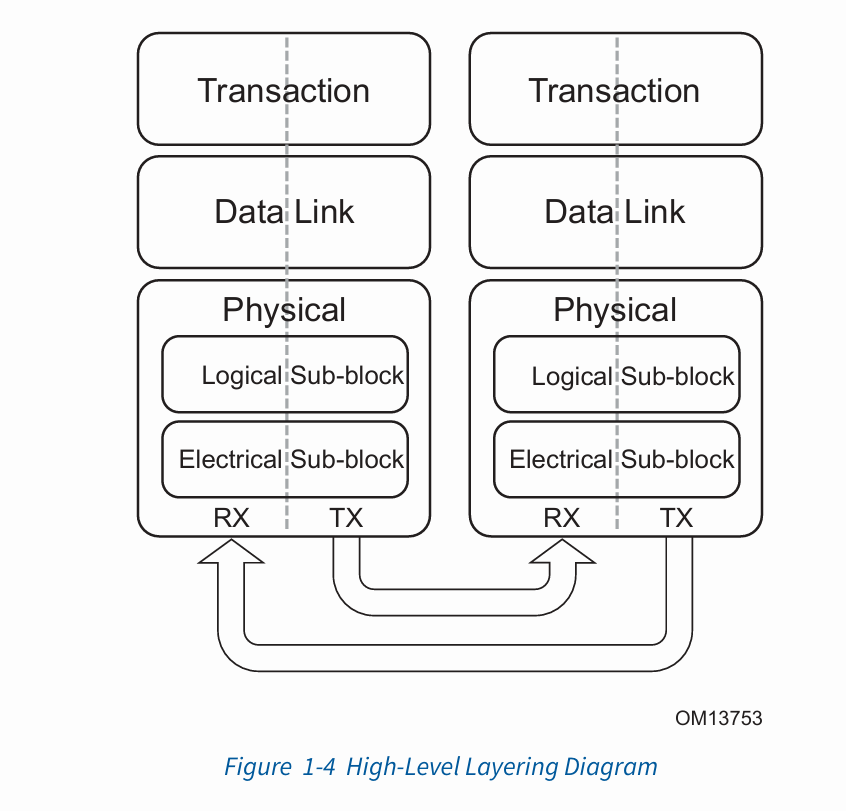 Transaction
Data Link
Physical
Logical Sub-block
Electrical Sub-block
RX TX
Transaction
Data Link
Physical
Logical Sub-block
Electrical Sub-block
RX TX
OM13753
Figure 1-4 High-Level Layering Diagram